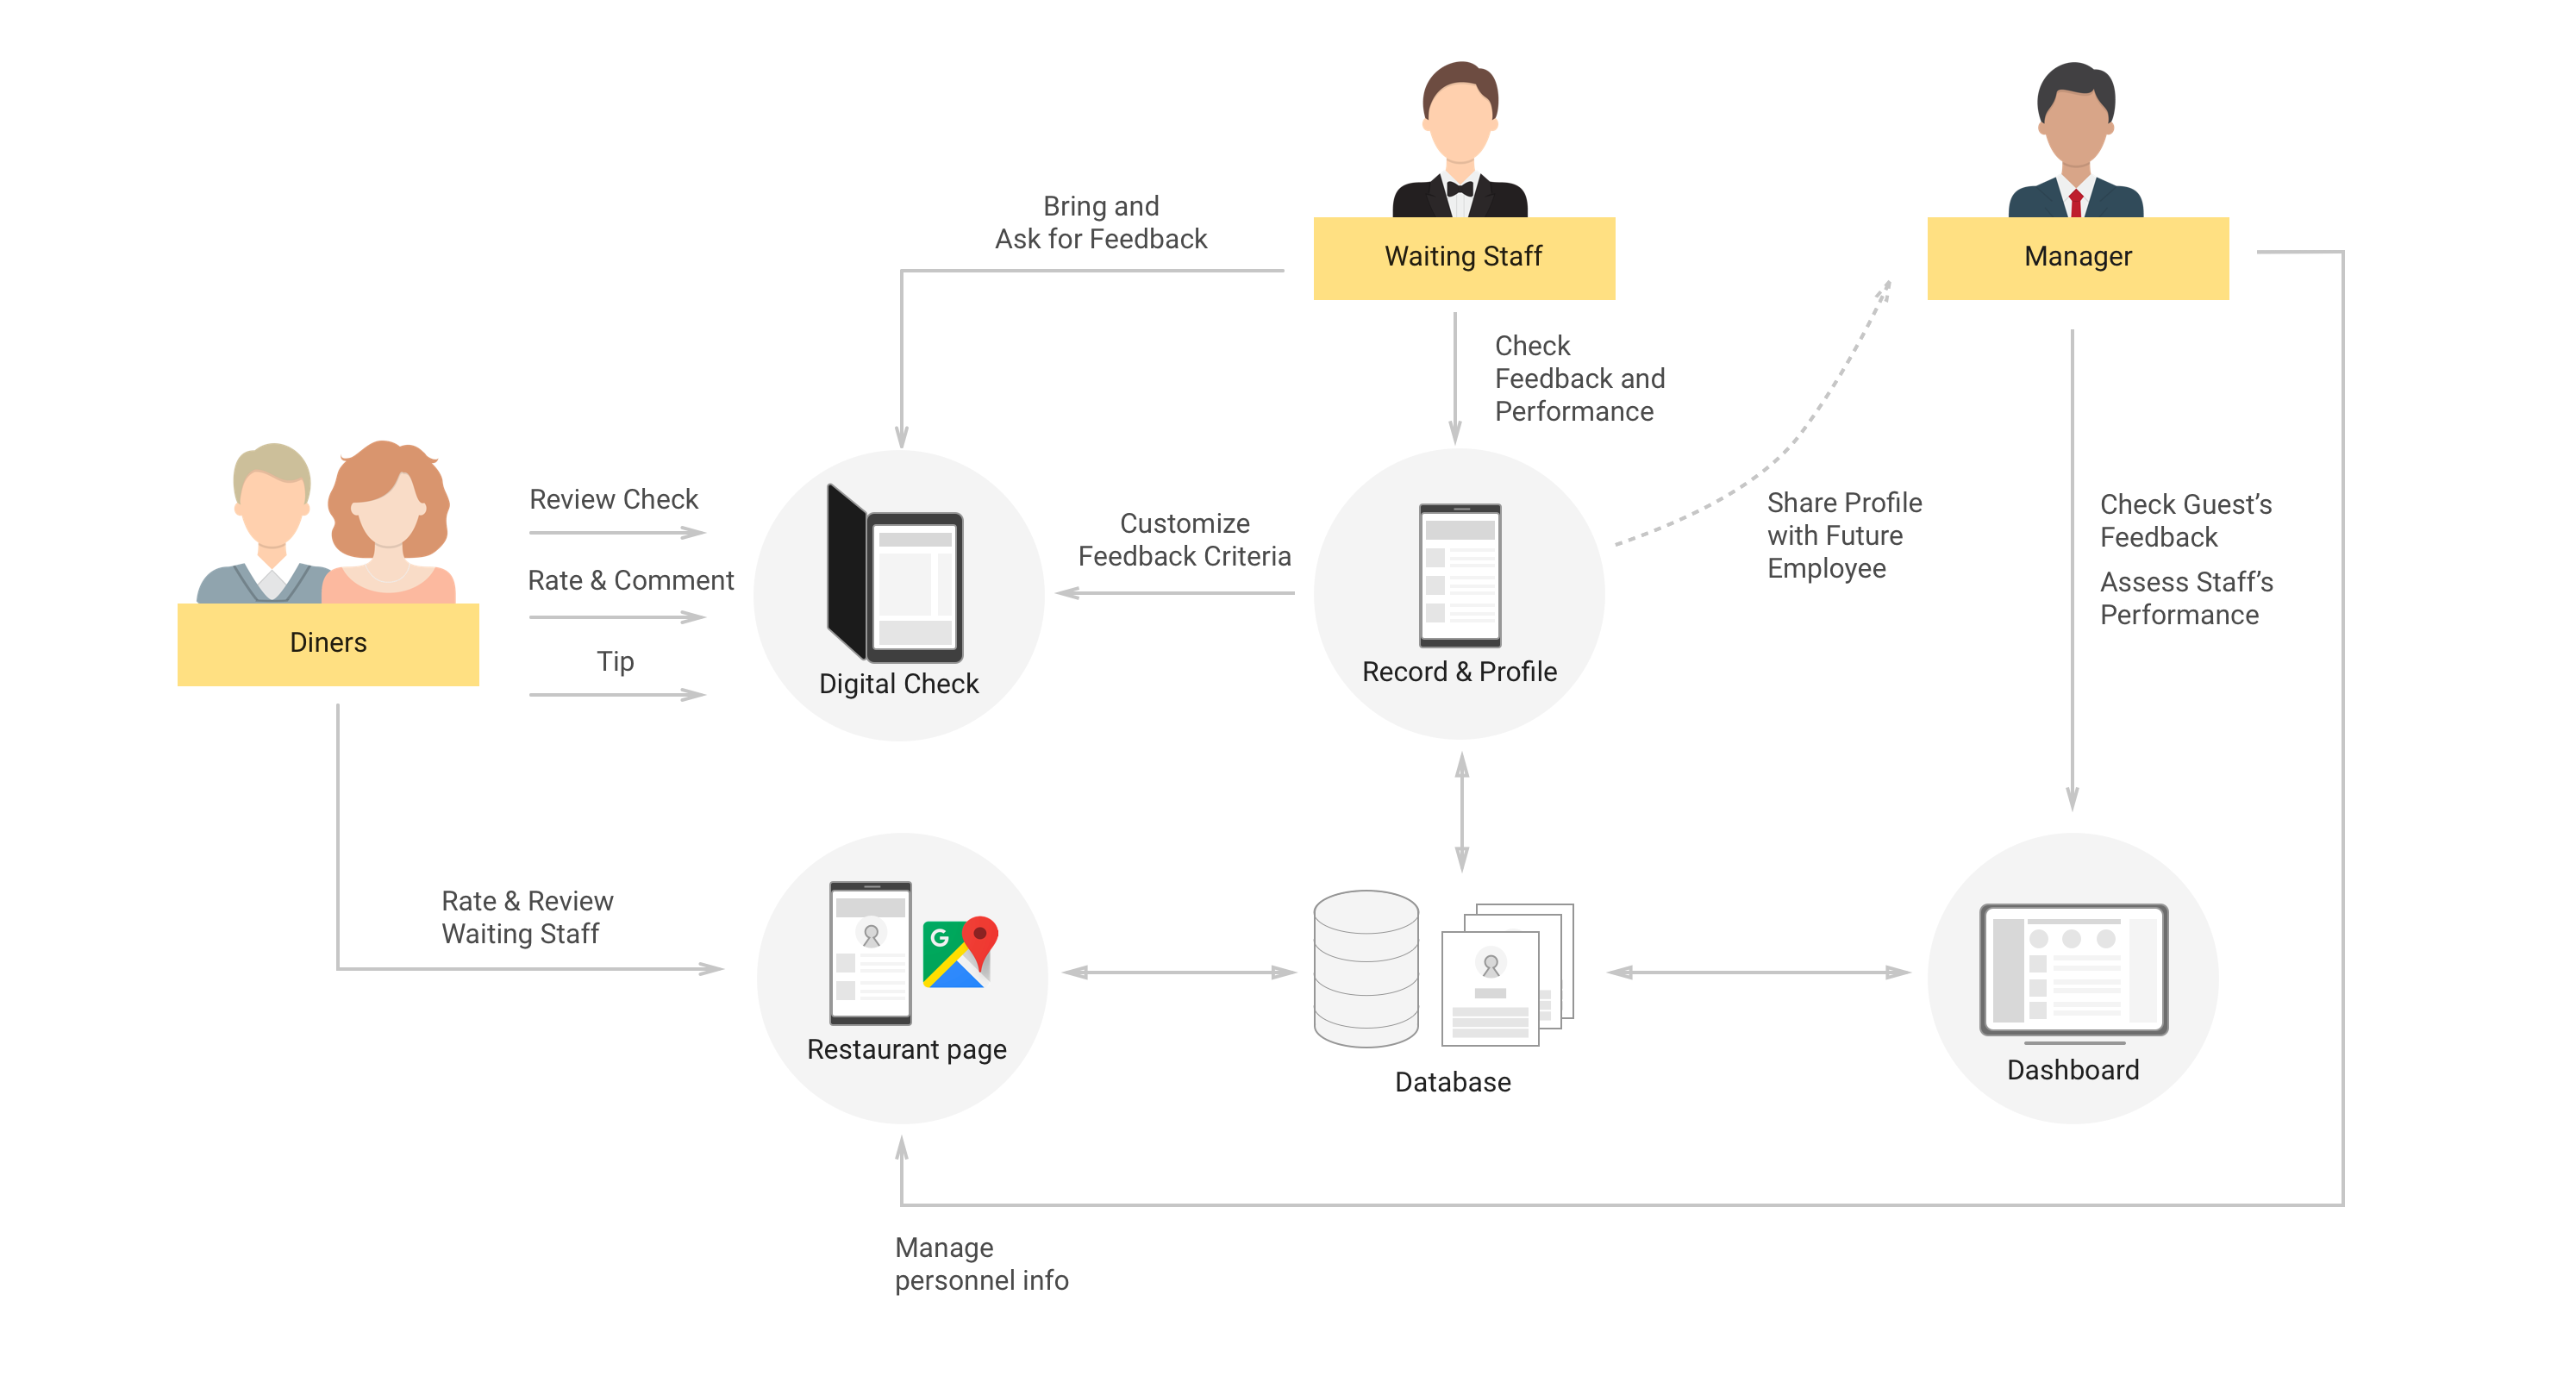 Bring and
Ask for Feedback
Waiting Staff
Manager
Check
Feedback and
Performance
Review Check
Rate & Comment
Tip
Diners
Digital Check
Customize
Feedback Criteria
Record & Profile
Share Profile
with Future
Employee
Check Guest’s
Feedback
Assess Staff’s
Performance
Rate & Review
Waiting Staff
G
Restaurant page
Database
Dashboard
Manage
personnel info